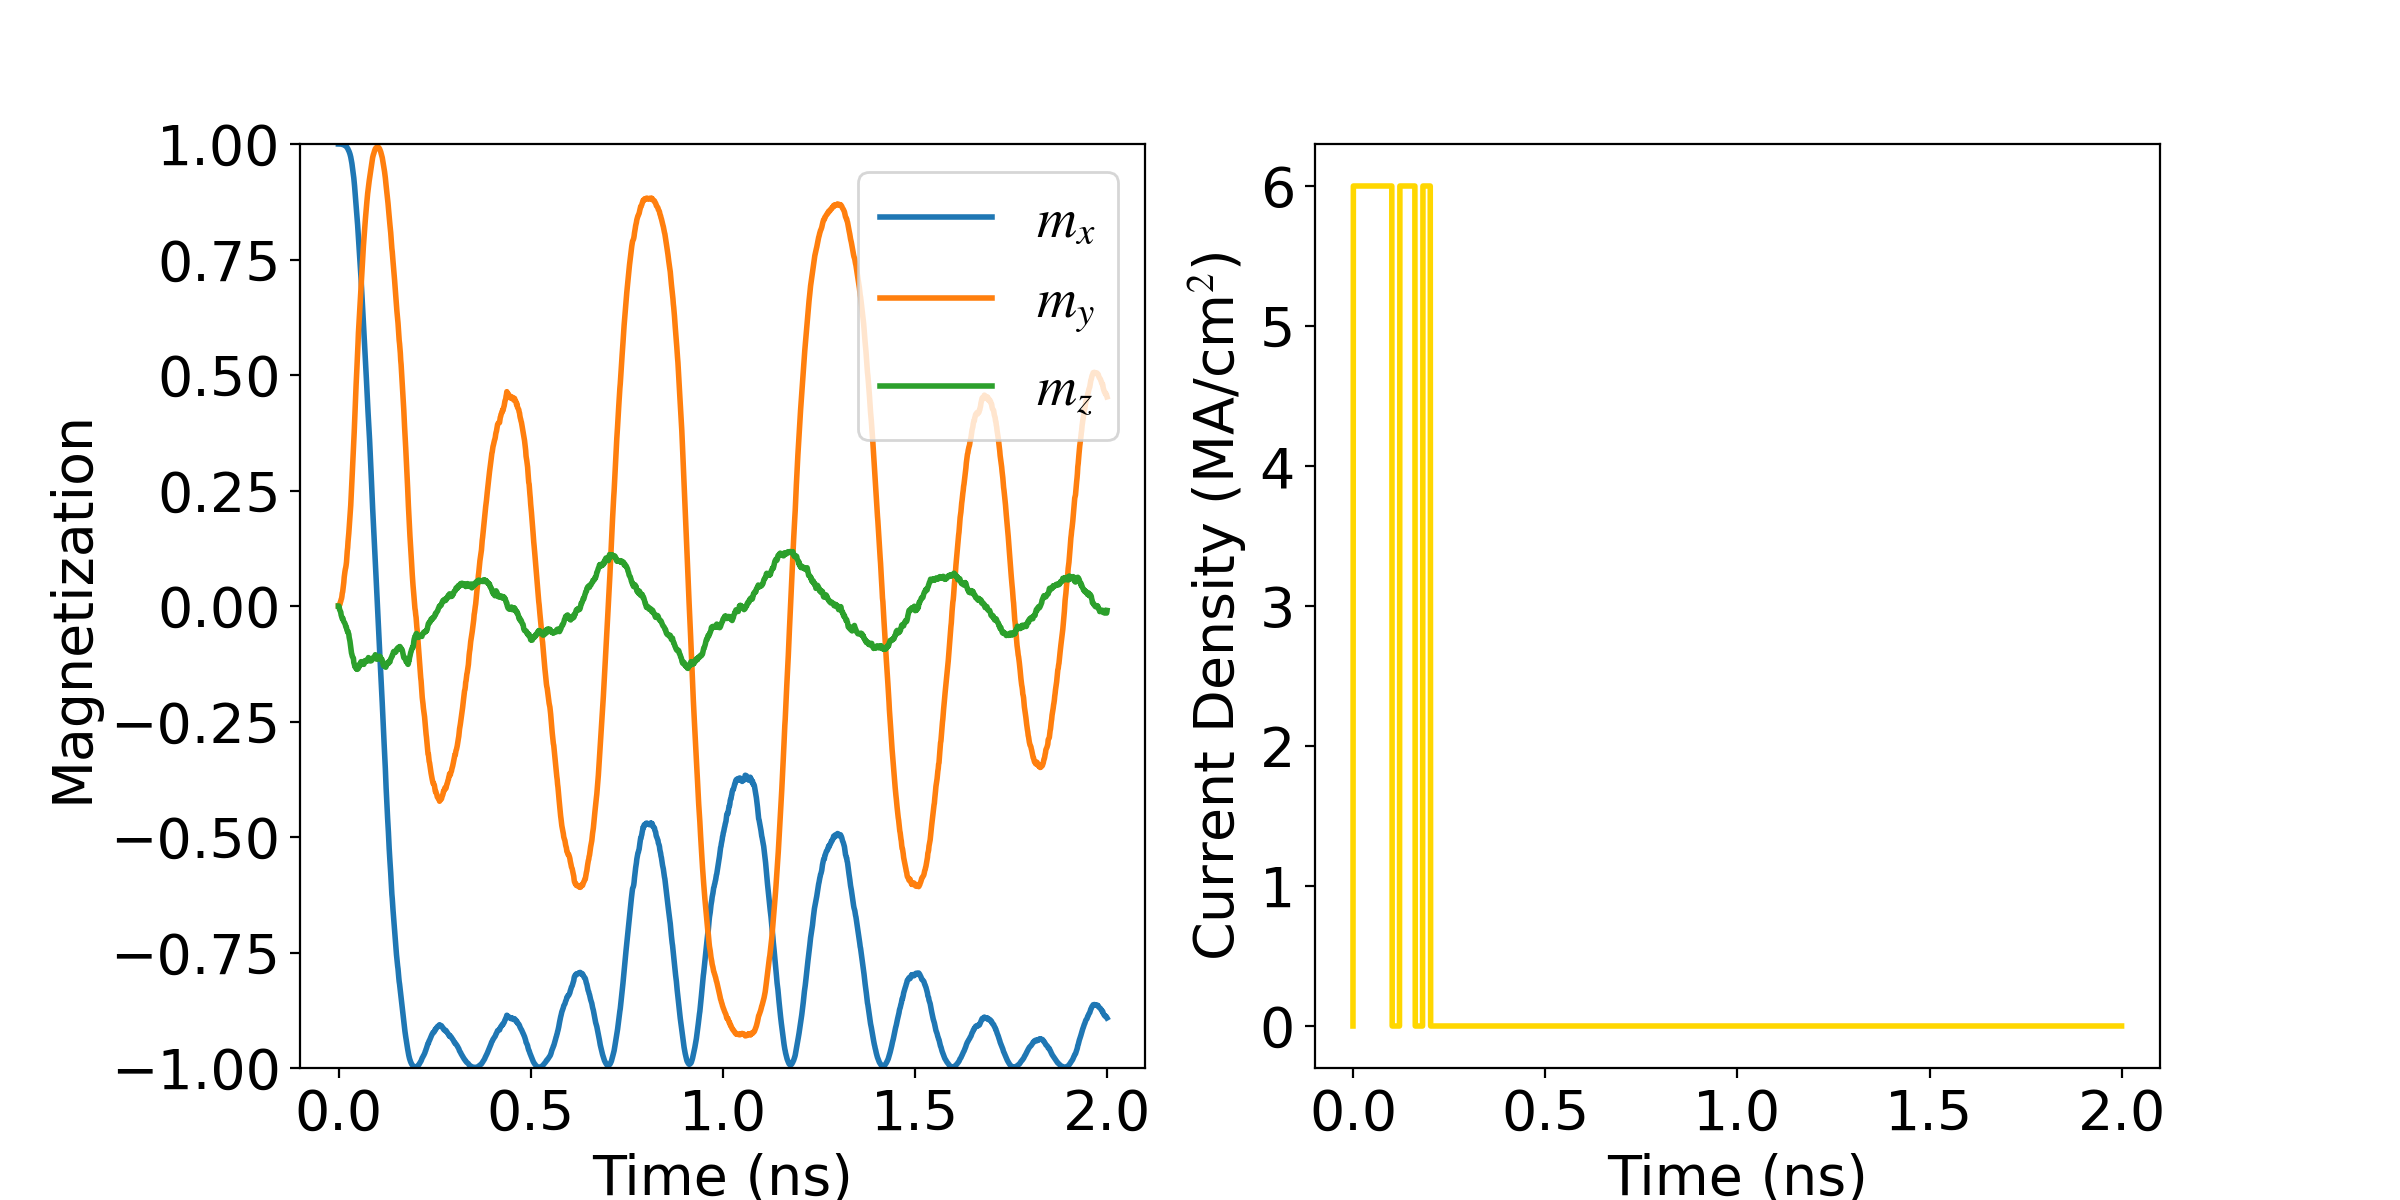 1.00
0.75
0.50
0.25
0.00
−0.25
−0.50
−0.75
−1.00
Magnetization
0.0 0.5 1.0 1.5 2.0
Time (ns)
m_x
m_y
m_z
6
5
4
3
2
1
0
Current Density (MA/cm²)
0.0 0.5 1.0 1.5 2.0
Time (ns)